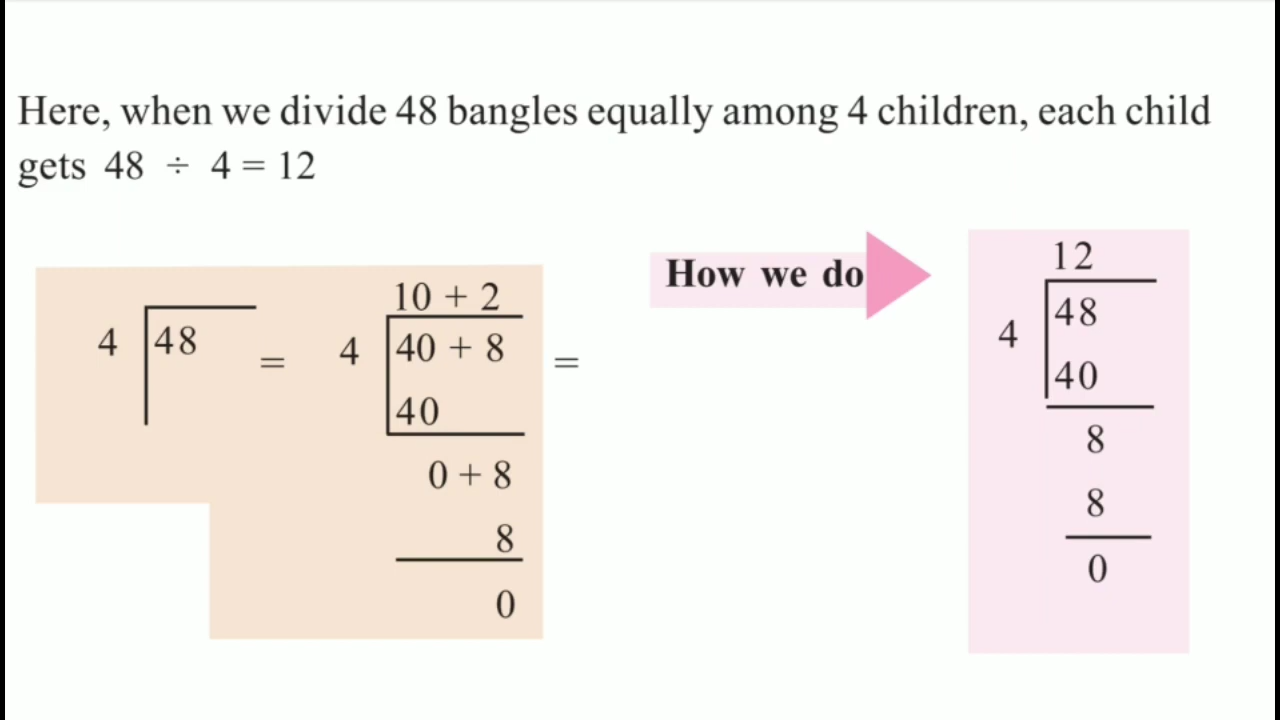 Here, when we divide 48 bangles equally among 4 children, each child
gets 48 ÷ 4 = 12
4 48
=
10 + 2
4 40 + 8
40
0 + 8
8
0
=
How we do
12
4 48
40
8
8
0